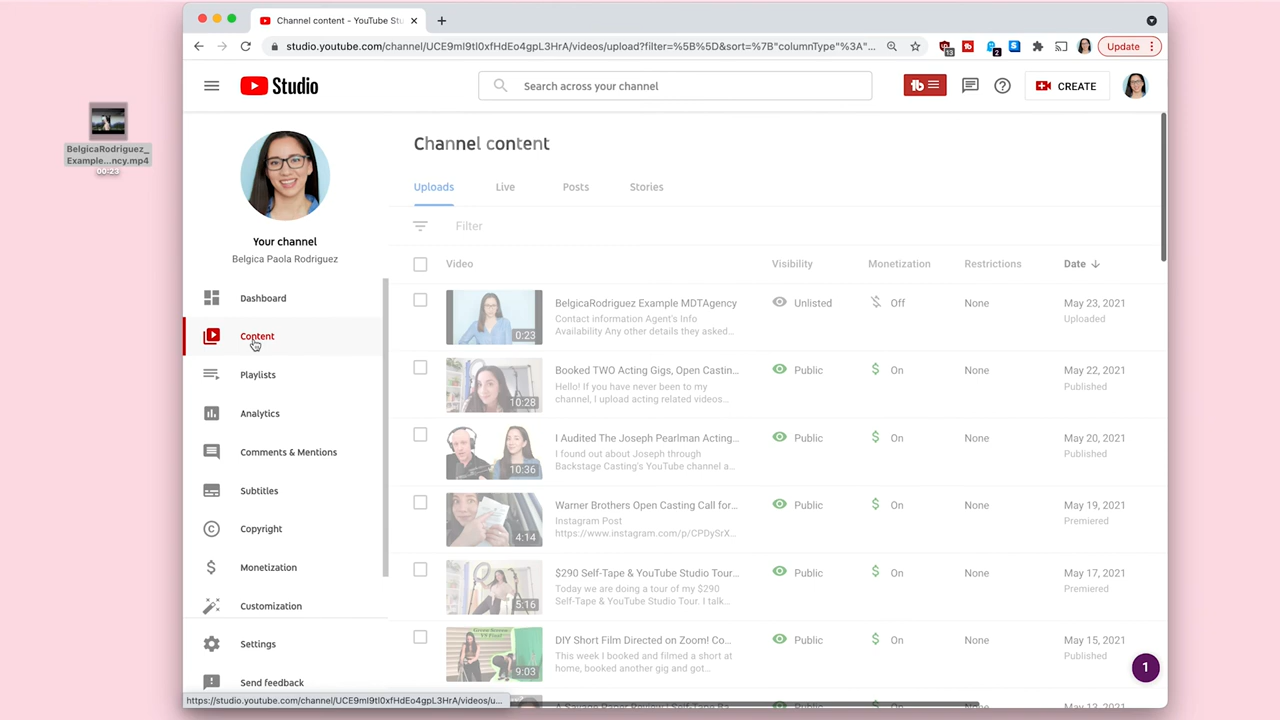 Channel content - YouTube Stu
studio.youtube.com/channel/UCE9ml9tl0xfHdEo4gpL3HrA/videos/upload?filter=%5B%5D&sort=%7B"columnType"%3A"...
13
2
Update
Studio
Search across your channel
CREATE
BelgicaRodriguez_
Example...ncy.mp4
00:23
Your channel
Belgica Paola Rodriguez
Dashboard
Content
Playlists
Analytics
Comments & Mentions
Subtitles
Copyright
Monetization
Customization
Settings
Send feedback
Channel content
Uploads Live Posts Stories
Filter
Video Visibility Monetization Restrictions Date
0:23
BelgicaRodriguez Example MDTAgency
Contact information Agent's Info
Availability Any other details they asked...
Unlisted Off None May 23, 2021
Uploaded
10:28
Booked TWO Acting Gigs, Open Castin...
Hello! If you have never been to my
channel, I upload acting related videos...
Public On None May 22, 2021
Published
10:36
I Audited The Joseph Pearlman Acting...
I found out about Joseph through
Backstage Casting's YouTube channel a...
Public On None May 20, 2021
Published
4:14
Warner Brothers Open Casting Call for...
Instagram Post
https://www.instagram.com/p/CPDySrX...
Public On None May 19, 2021
Premiered
5:16
$290 Self-Tape & YouTube Studio Tour...
Today we are doing a tour of my $290
Self-Tape & YouTube Studio Tour. I talk...
Public On None May 17, 2021
Premiered
9:03
DIY Short Film Directed on Zoom! Co...
This week I booked and filmed a short at
home, booked another gig and got...
Public On None May 15, 2021
Published
1
https://studio.youtube.com/channel/UCE9ml9tl0xfHdEo4gpL3HrA/videos/u...